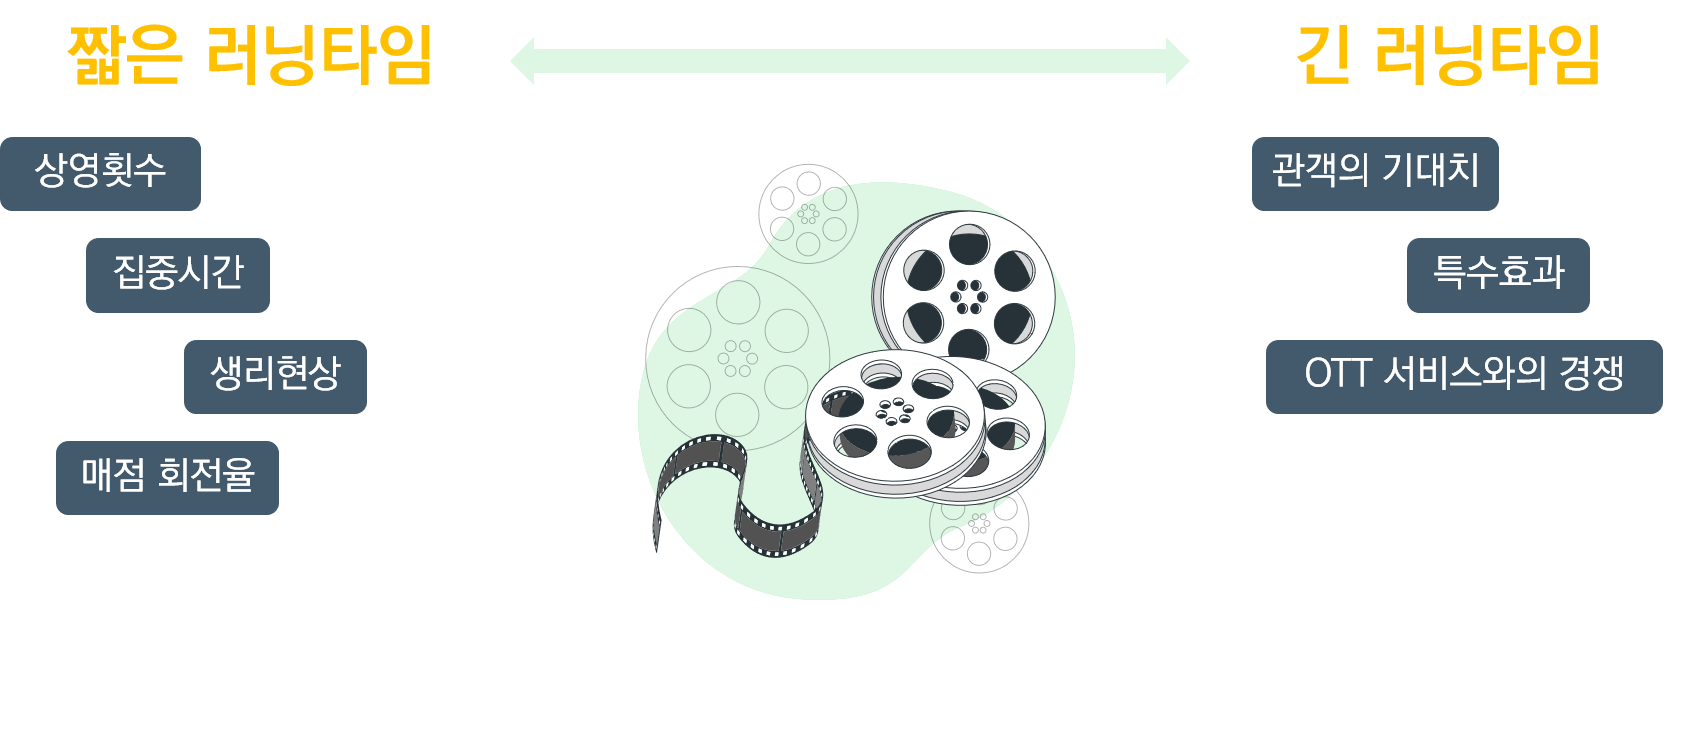 짧은 러닝타임
긴 러닝타임
상영횟수
집중시간
생리현상
매점 회전율
관객의 기대치
특수효과
OTT 서비스와의 경쟁